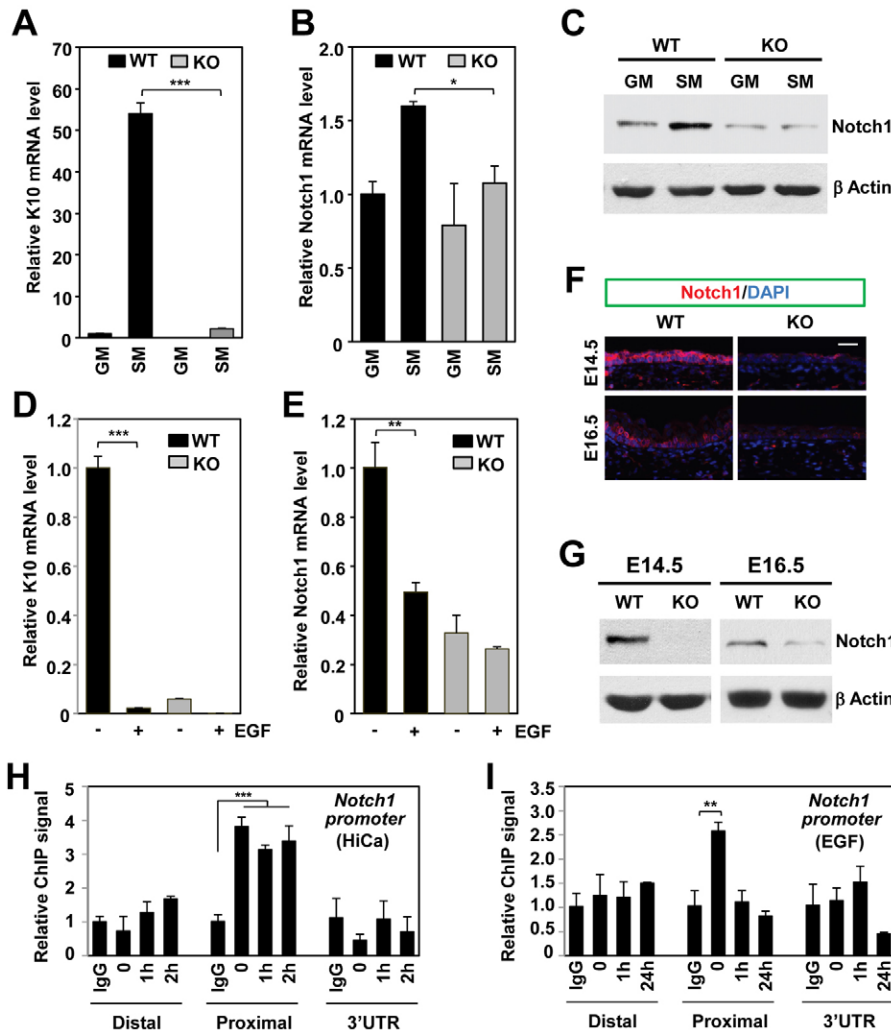 A
Relative K10 mRNA level
70
60
50
40
30
20
10
0
WT KO
***
GM SM GM SM
B
Relative Notch1 mRNA level
2.0
1.5
1.0
0.5
0
WT KO
*
GM SM GM SM
C
WT KO
GM SM GM SM
Notch1
β Actin
D
Relative K10 mRNA level
1.2
1.0
0.8
0.6
0.4
0.2
0
***
WT
KO
- + - + EGF
E
Relative Notch1 mRNA level
1.2
1.0
0.8
0.6
0.4
0.2
0
**
WT
KO
- + - + EGF
F
Notch1/DAPI
WT KO
E14.5
E16.5
G
E14.5 E16.5
WT KO WT KO
Notch1
β Actin
H
Relative ChIP signal
5
4
3
2
1
0
***
Notch1
promoter
(HiCa)
IgG 0 1h 2h IgG 0 1h 2h IgG 0 1h 2h
Distal Proximal 3'UTR
I
Relative ChIP signal
3.5
3.0
2.5
2.0
1.5
1.0
0.5
0
**
Notch1
promoter
(EGF)
IgG 0 1h 24h IgG 0 1h 24h IgG 0 1h 24h
Distal Proximal 3'UTR